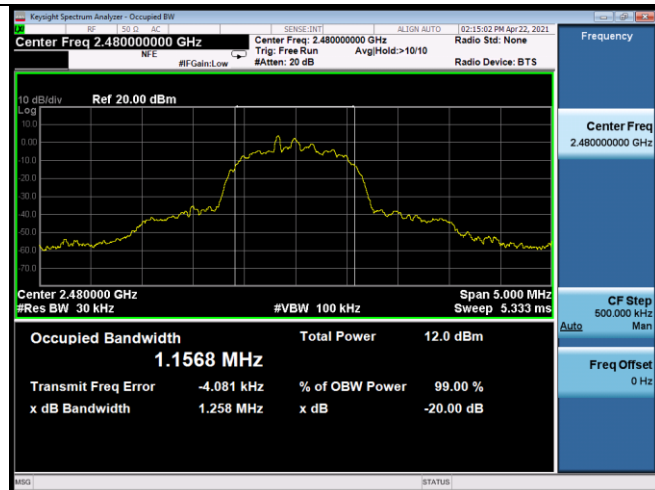 Keysight Spectrum Analyzer - Occupied BW
LXI RF 50 Ω AC SENSE:INT ALIGN AUTO 02:15:02 PM Apr 22, 2021
Center Freq 2.480000000 GHz Center Freq: 2.480000000 GHz Radio Std: None Frequency
NFE Trig: Free Run Avg|Hold:>10/10
#IFGain:Low #Atten: 20 dB Radio Device: BTS
10 dB/div Ref 20.00 dBm
Log
10.0
0.00
-10.0
-20.0
-30.0
-40.0
-50.0
-60.0
-70.0
Center Freq
2.480000000 GHz
Center 2.480000 GHz Span 5.000 MHz
#Res BW 30 kHz #VBW 100 kHz Sweep 5.333 ms
CF Step
500.000 kHz
Auto Man
Occupied Bandwidth Total Power 12.0 dBm
1.1568 MHz
Transmit Freq Error -4.081 kHz % of OBW Power 99.00 %
x dB Bandwidth 1.258 MHz x dB -20.00 dB
Freq Offset
0 Hz
MSG STATUS